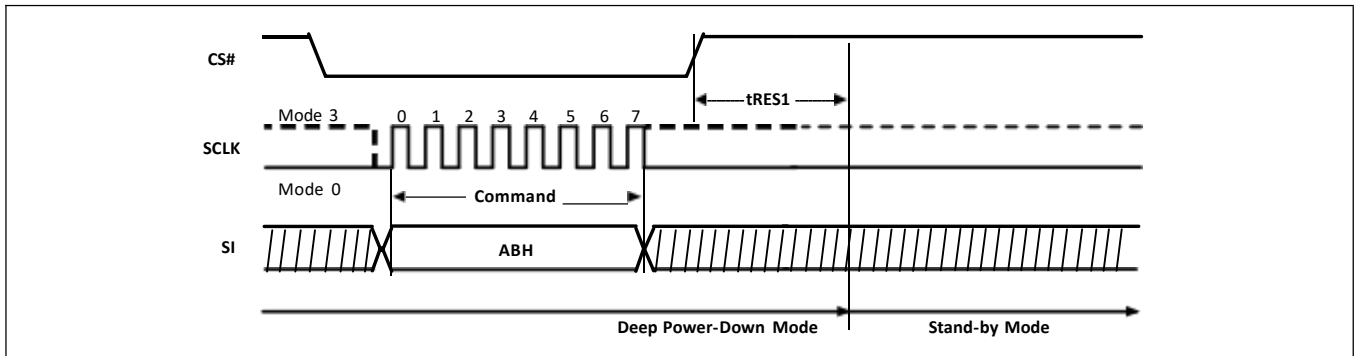 CS#
tRES1
Mode 3
0 1 2 3 4 5 6 7
SCLK
Mode 0
Command
SI
ABH
Deep Power-Down Mode
Stand-by Mode